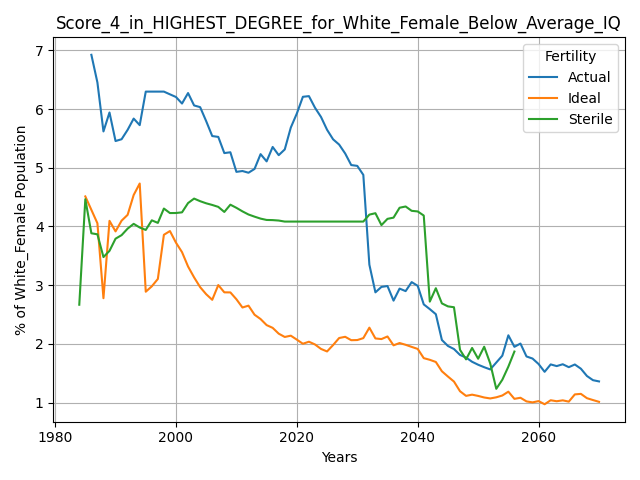 Score_4_in_HIGHEST_DEGREE_for_White_Female_Below_Average_IQ
7
6
5
4
3
2
1
% of White_Female Population
Fertility
Actual
Ideal
Sterile
1980 2000 2020 2040 2060
Years